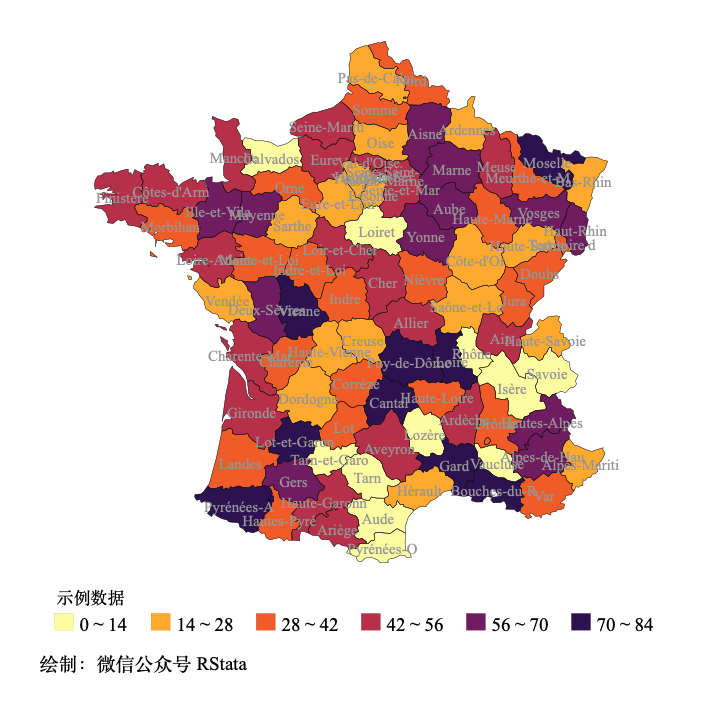 Pas-de-Cala
Nord
Somme
Seine-Mariti
Oise
Aisne
Ardennes
Manche
Calvados
Eure
Val-d'Oise
Marne
Meuse
Moselle
Meurthe-et-M
Bas-Rhin
Finistère
Côtes-d'Arm
Orne
Eure-et-Loir
Seine-et-Mar
Essonne
Aube
Haute-Marne
Vosges
Haut-Rhin
Ille-et-Vila
Mayenne
Sarthe
Morbihan
Loiret
Yonne
Loire-Atlant
Maine-et-Loi
Loir-et-Cher
Indre-et-Loi
Côte-d'Or
Doubs
Vendée
Deux-Sèvres
Vienne
Indre
Cher
Nièvre
Saône-et-Lo
Jura
Allier
Charente-Mar
Charente
Haute-Vienne
Creuse
Puy-de-Dôme
Loire
Rhône
Ain
Haute-Savoie
Savoie
Isère
Corrèze
Dordogne
Cantal
Haute-Loire
Gironde
Lot
Lozère
Ardèche
Drôme
Hautes-Alpes
Lot-et-Garon
Aveyron
Landes
Tarn-et-Garo
Tarn
Gard
Vaucluse
Alpes-de-Hau
Alpes-Mariti
Gers
Hérault
Bouches-du-R
Var
Pyrénées-A
Hautes-Pyré
Haute-Garonn
Ariège
Aude
Pyrénées-O
示例数据
0 ~ 14
14 ~ 28
28 ~ 42
42 ~ 56
56 ~ 70
70 ~ 84
绘制：微信公众号 RStata